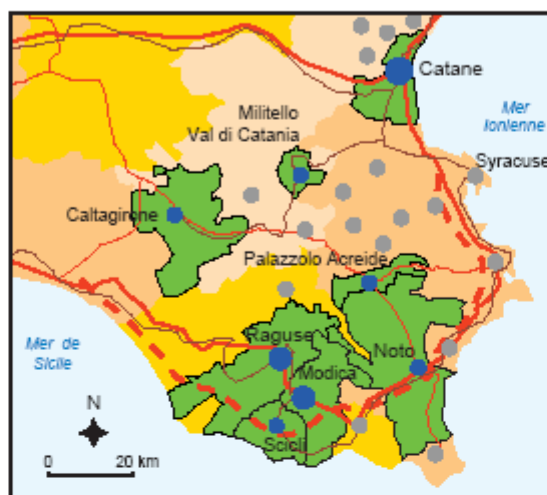 Catane
Mer
Ionienne
Militello
Val di Catania
Syracuse
Caltagirone
Palazzolo Acreide
Mer de
Sicile
Raguse
Noto
Modica
Scicli
N
0 20 km